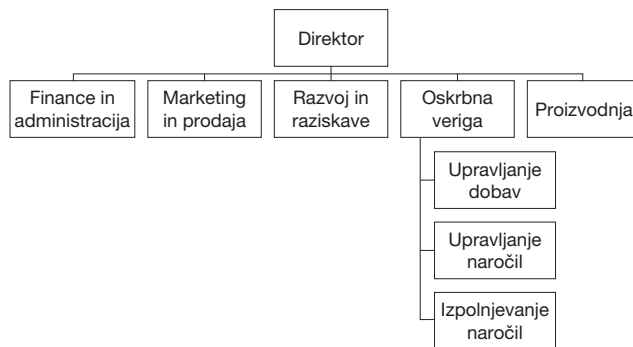 Direktor
Finance in
administracija
Marketing
in prodaja
Razvoj in
raziskave
Oskrbna
veriga
Proizvodnja
Upravljanje
dobav
Upravljanje
naročil
Izpolnjevanje
naročil